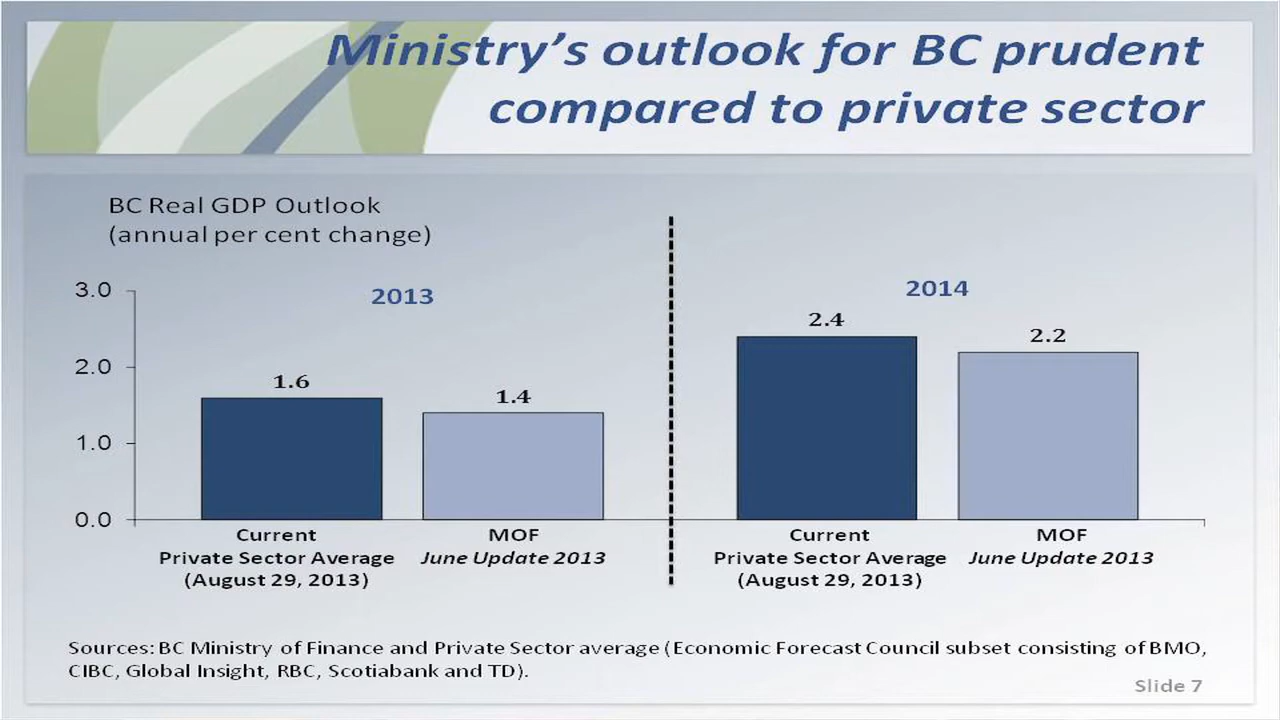 Ministry's outlook for BC prudent
compared to private sector
BC Real GDP Outlook
(annual per cent change)
3.0
2.0
1.0
0.0
2013
1.6
1.4
2014
2.4
2.2
Current
Private Sector Average
(August 29, 2013)
MOF
June Update 2013
Current
Private Sector Average
(August 29, 2013)
MOF
June Update 2013
Sources: BC Ministry of Finance and Private Sector average (Economic Forecast Council subset consisting of BMO,
CIBC, Global Insight, RBC, Scotiabank and TD).
Slide 7